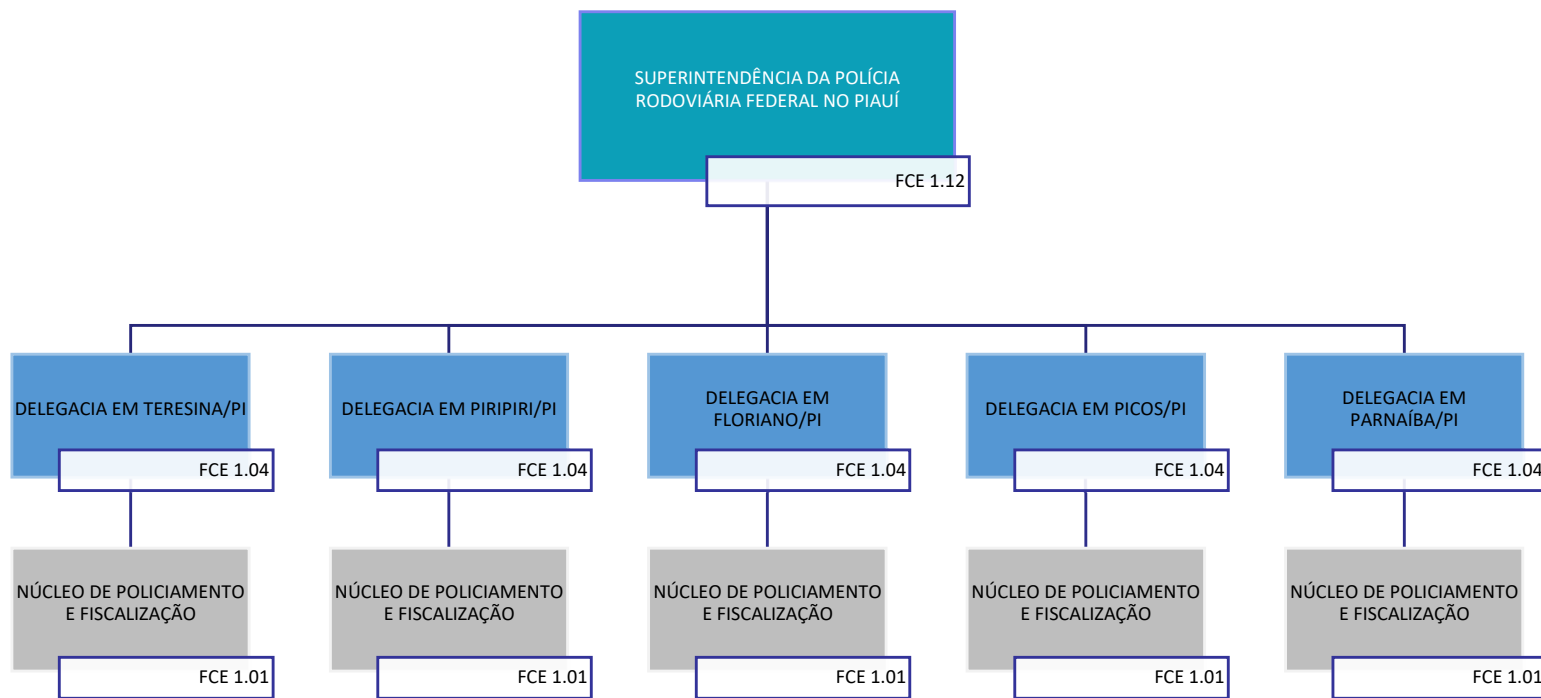 SUPERINTENDÊNCIA DA POLÍCIA
RODOVIÁRIA FEDERAL NO PIAUÍ
FCE 1.12
DELEGACIA EM TERESINA/PI
FCE 1.04
DELEGACIA EM PIRIPIRI/PI
FCE 1.04
DELEGACIA EM
FLORIANO/PI
FCE 1.04
DELEGACIA EM PICOS/PI
FCE 1.04
DELEGACIA EM
PARNAÍBA/PI
FCE 1.04
NÚCLEO DE POLICIAMENTO
E FISCALIZAÇÃO
FCE 1.01
NÚCLEO DE POLICIAMENTO
E FISCALIZAÇÃO
FCE 1.01
NÚCLEO DE POLICIAMENTO
E FISCALIZAÇÃO
FCE 1.01
NÚCLEO DE POLICIAMENTO
E FISCALIZAÇÃO
FCE 1.01
NÚCLEO DE POLICIAMENTO
E FISCALIZAÇÃO
FCE 1.01